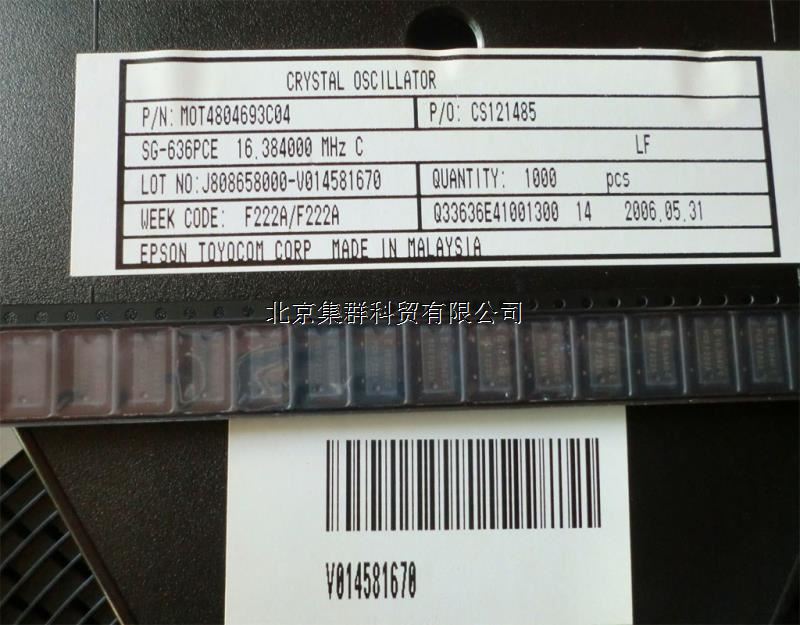 CRYSTAL OSCILLATOR
P/N: MOT4804693C04 P/O: CS121485
SG-636PCE 16.384000 MHz C LF
LOT NO:J808658000-V014581670 QUANTITY: 1000 pcs
WEEK CODE: F222A/F222A Q33636E41001300 14 2006.05.31
EPSON TOYOCOM CORP MADE IN MALAYSIA
北京集群科贸有限公司
V014581670